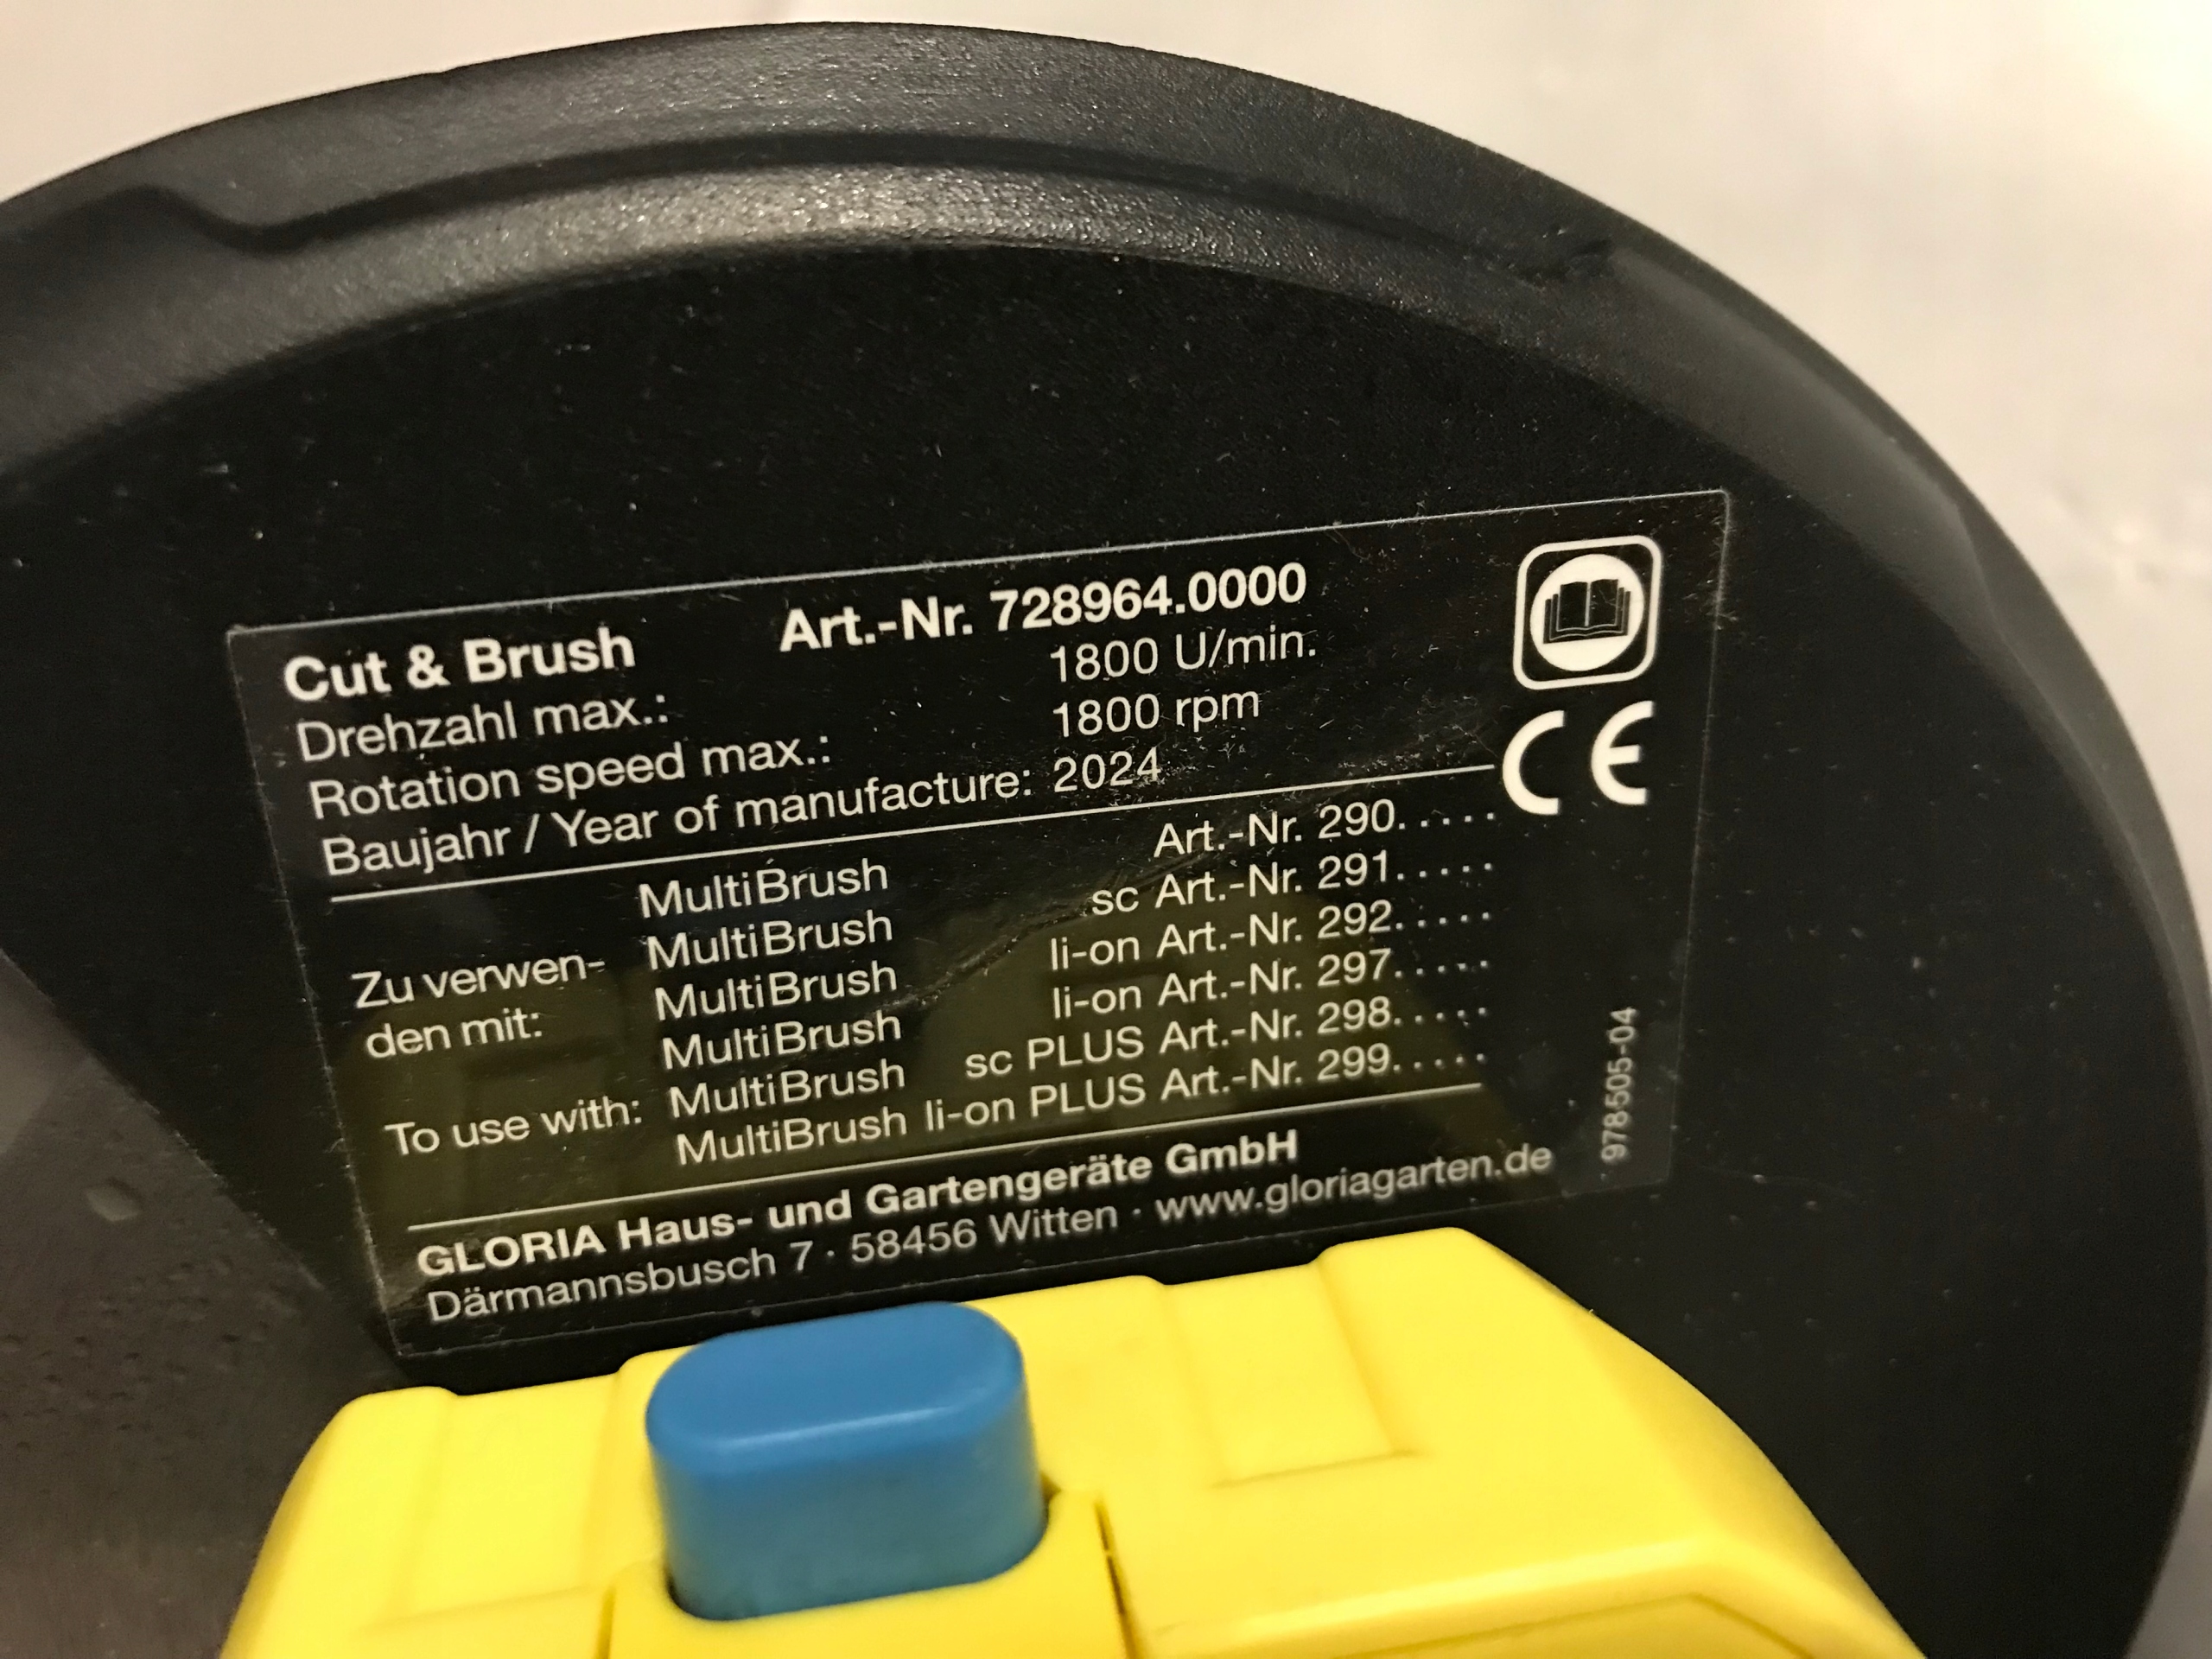 Cut & Brush Art.-Nr. 728964.0000
Drehzahl max.: 1800 U/min.
Rotation speed max.: 1800 rpm
Baujahr / Year of manufacture: 2024
CE
Zu verwen-
den mit:
To use with:
MultiBrush Art.-Nr. 290.....
MultiBrush sc Art.-Nr. 291.....
MultiBrush li-on Art.-Nr. 292.....
MultiBrush li-on Art.-Nr. 297.....
MultiBrush sc PLUS Art.-Nr. 298.....
MultiBrush li-on PLUS Art.-Nr. 299.....
GLORIA Haus- und Gartengeräte GmbH
Därmannsbusch 7 · 58456 Witten · www.gloriagarten.de
978505-04